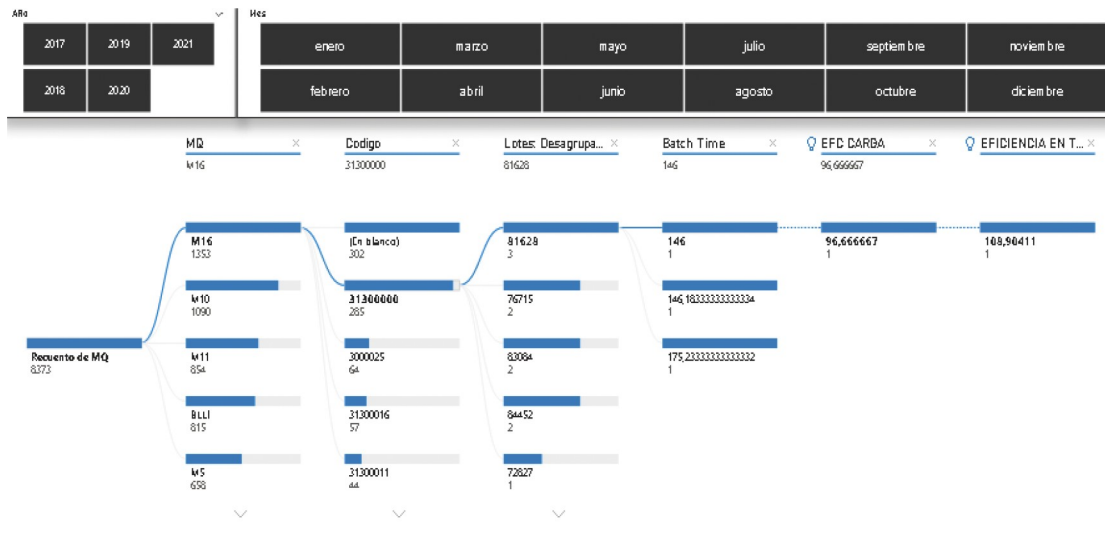 Año
Mes
2017 2019 2021
enero marzo mayo julio septiembre noviembre
2018 2020
febrero abril junio agosto octubre diciembre
MQ Codigo Lotes Desagrupa... Batch Time EFC CARBA EFICIENCIA EN T...
M16 31300000 81628 146 96,666667
M16 (En blanco) 81628 146 96,666667 108,90411
1353 302 3 1 1 1
M10 31300000 76715 146,18333333333334
1090 285 2 1
Recuento de MQ
8373
M11 3000025 83084 175,23333333333332
854 64 2 1
BLLI 31300016 84452
815 57 2
M5 31300011 72827
658 44 1